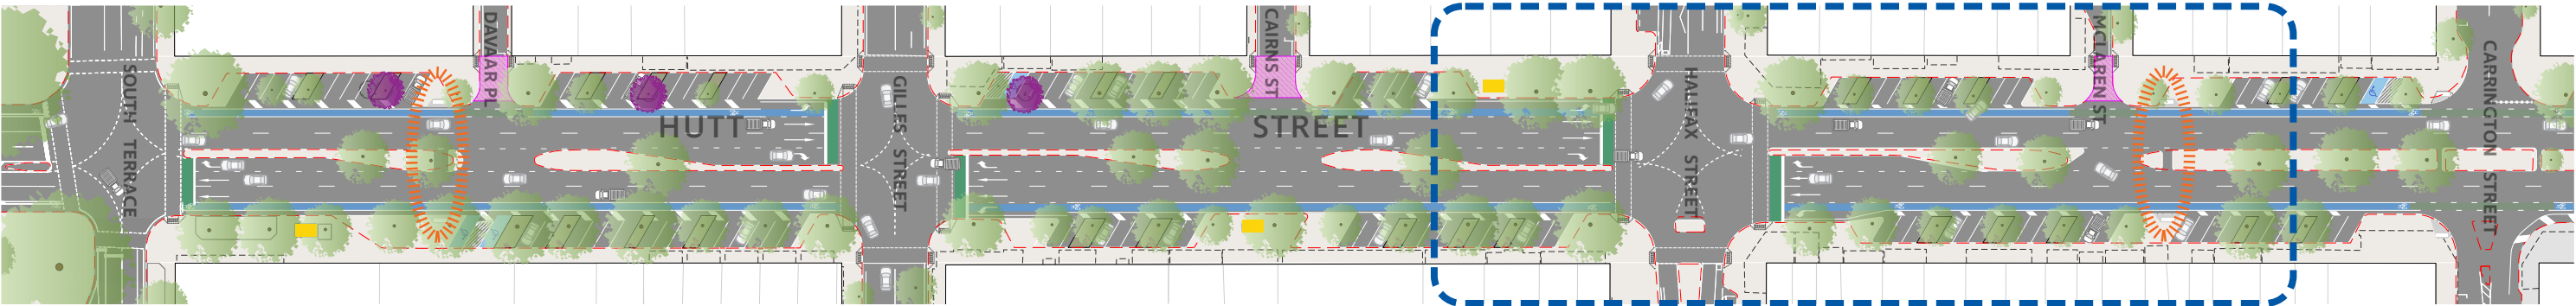 SOUTH TERRACE
DAVAAR PL
HUTT STREET
GILLES STREET
CAIRNS ST
HALIFAX STREET
MCLAREN ST
CARRINGTON STREET